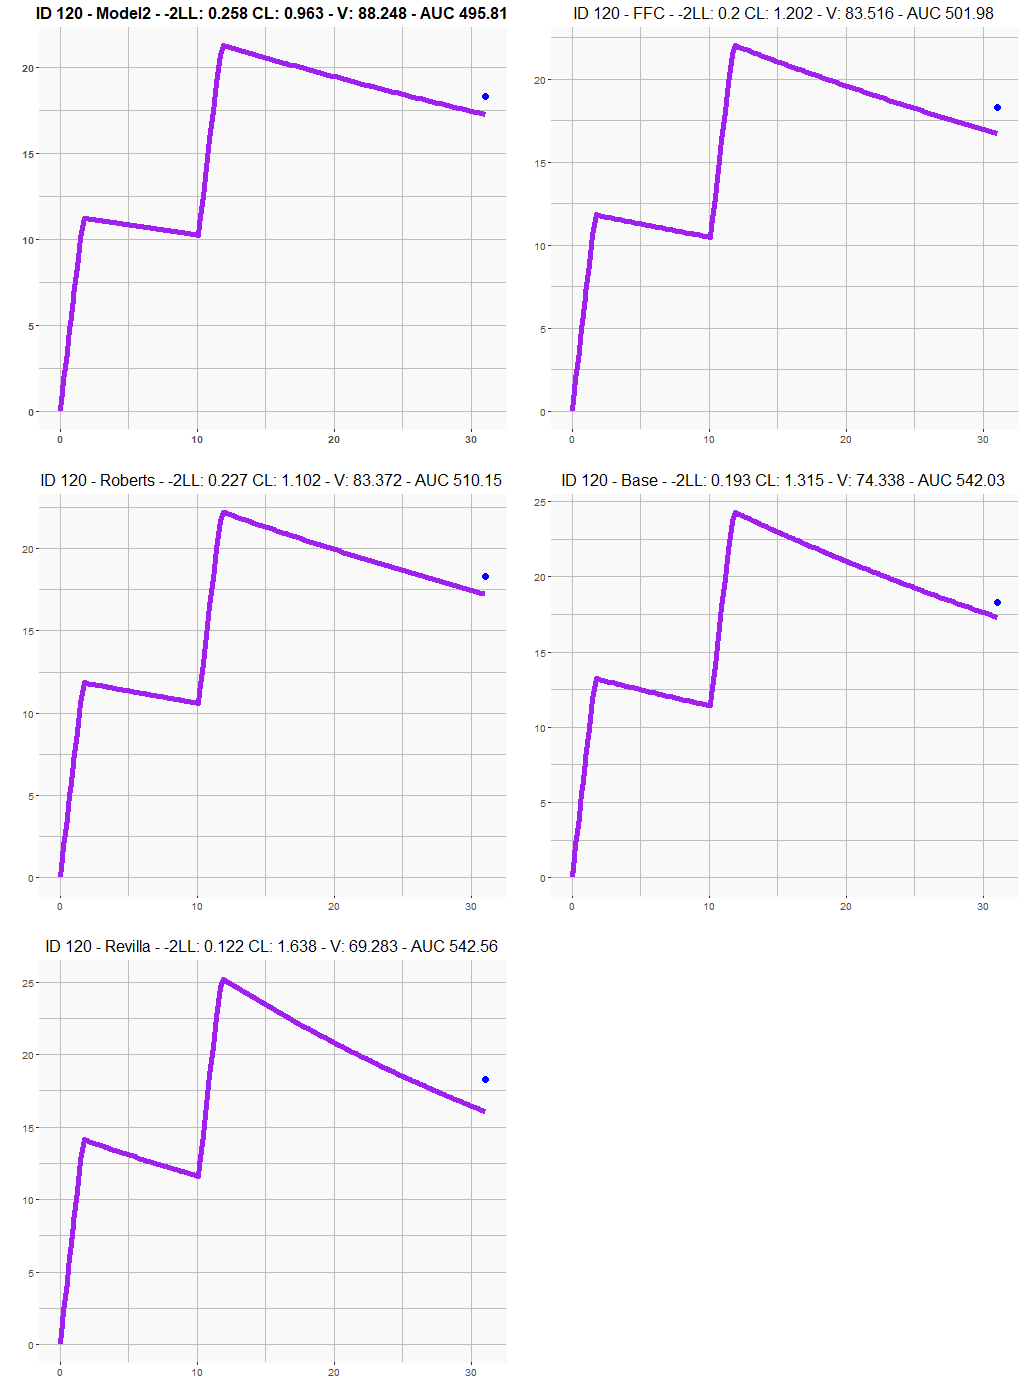 ID 120 - Model2 - -2LL: 0.258 CL: 0.963 - V: 88.248 - AUC 495.81
20
15
10
5
0
0 10 20 30
ID 120 - FFC - -2LL: 0.2 CL: 1.202 - V: 83.516 - AUC 501.98
20
15
10
5
0
0 10 20 30
ID 120 - Roberts - -2LL: 0.227 CL: 1.102 - V: 83.372 - AUC 510.15
20
15
10
5
0
0 10 20 30
ID 120 - Base - -2LL: 0.193 CL: 1.315 - V: 74.338 - AUC 542.03
25
20
15
10
5
0
0 10 20 30
ID 120 - Revilla - -2LL: 0.122 CL: 1.638 - V: 69.283 - AUC 542.56
25
20
15
10
5
0
0 10 20 30